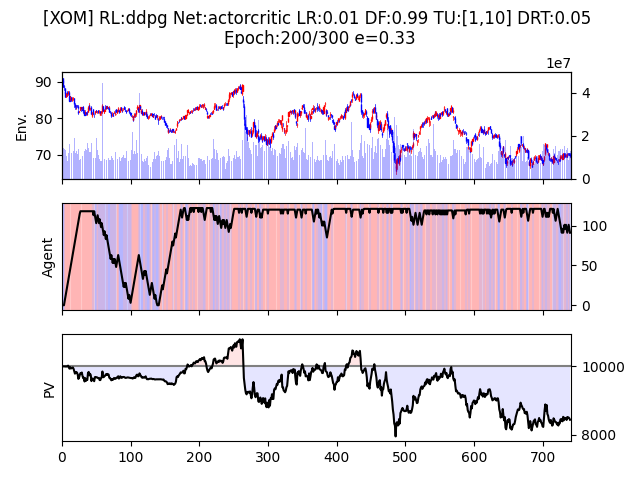 [XOM] RL:ddpg Net:actorcritic LR:0.01 DF:0.99 TU:[1,10] DRT:0.05
Epoch:200/300 e=0.33
1e7
90
80
70
Env.
4
2
0
Agent
100
50
0
PV
10000
8000
0 100 200 300 400 500 600 700